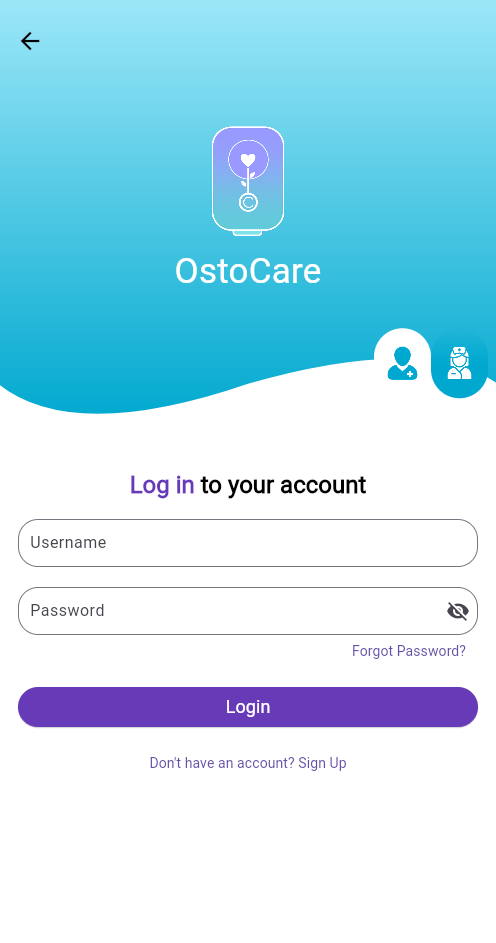 OstoCare
Log in to your account
Username
Password
Forgot Password?
Login
Don't have an account? Sign Up